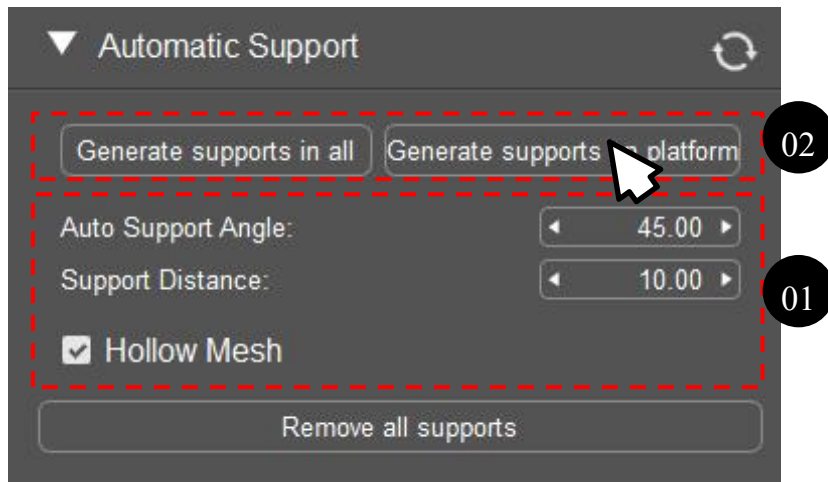 Automatic Support
Generate supports in all
Generate supports platform
02
Auto Support Angle: 45.00
Support Distance: 10.00
01
Hollow Mesh
Remove all supports